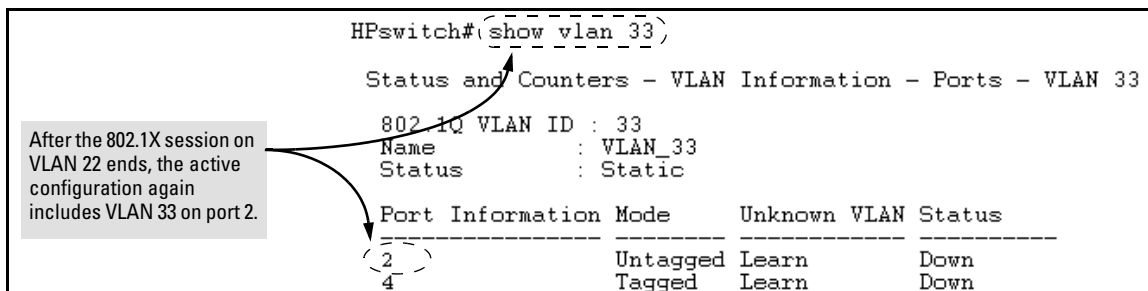 HPswitch# show vlan 33
Status and Counters - VLAN Information - Ports - VLAN 33
802.1Q VLAN ID : 33
Name : VLAN_33
Status : Static
After the 802.1X session on
VLAN 22 ends, the active
configuration again
includes VLAN 33 on port 2.
Port Information Mode Unknown VLAN Status
---------------- -------- ------------ ----------
2 Untagged Learn Down
4 Tagged Learn Down